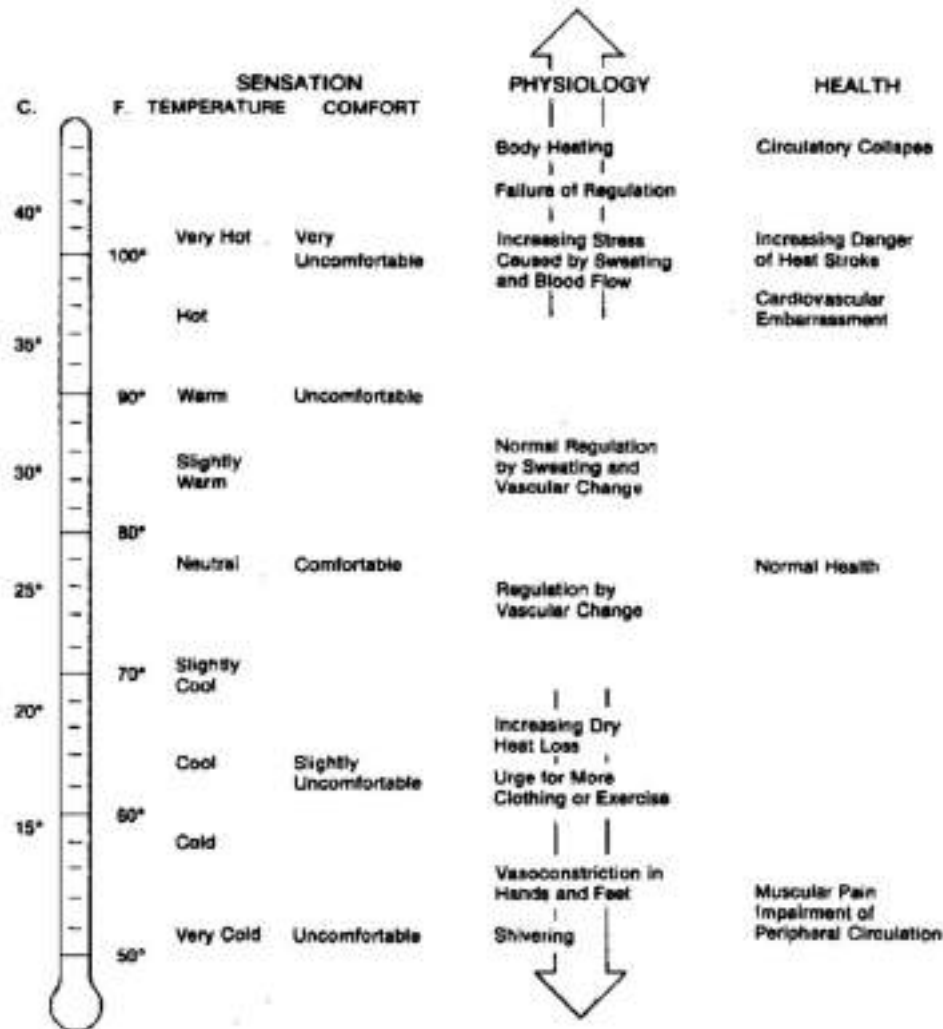 SENSATION
C. F. TEMPERATURE COMFORT PHYSIOLOGY HEALTH
Body Heating Circulatory Collapse
Failure of Regulation
40°
Very Hot Very Uncomfortable
100°
Increasing Stress
Caused by Sweating
and Blood Flow
Increasing Danger
of Heat Stroke
Cardiovascular
Embarrassment
Hot
35°
90° Warm Uncomfortable
Slightly
Warm
Normal Regulation
by Sweating and
Vascular Change
30°
80°
Neutral Comfortable Normal Health
25°
Regulation by
Vascular Change
70°
Slightly
Cool
20°
Increasing Dry
Heat Loss
Cool Slightly
Uncomfortable
Urge for More
Clothing or Exercise
60°
15°
Cold
Vasoconstriction in
Hands and Feet
Muscular Pain
Impairment of
Peripheral Circulation
Very Cold Uncomfortable Shivering
50°